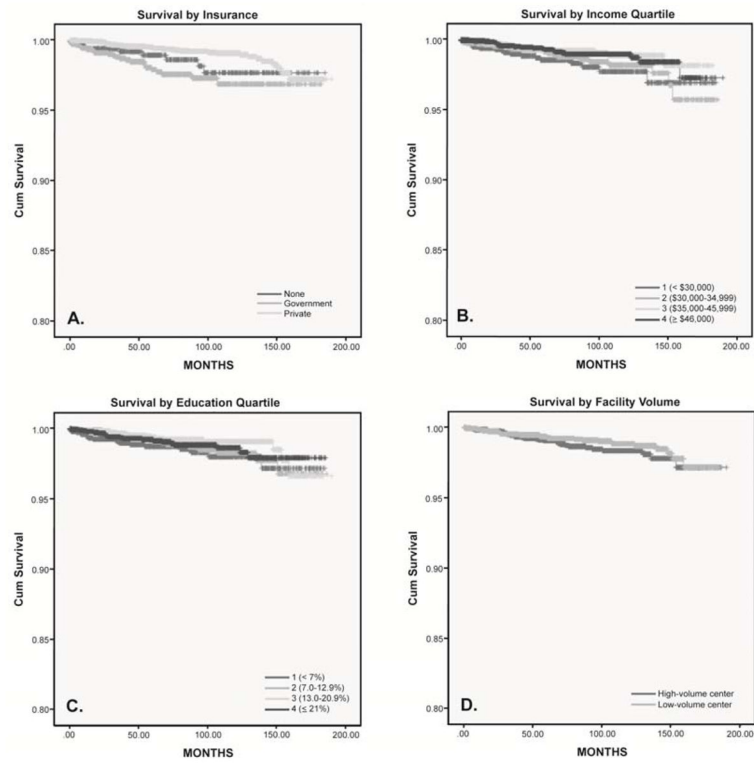 Survival by Insurance
1.00
0.95
0.90
0.85
0.80
Cum Survival
None
Government
Private
A.
.00 50.00 100.00 150.00 200.00
MONTHS
Survival by Income Quartile
1.00
0.95
0.90
0.85
0.80
Cum Survival
1 (< $30,000)
2 ($30,000-34,999)
3 ($35,000-45,999)
4 (≥ $46,000)
B.
.00 50.00 100.00 150.00 200.00
MONTHS
Survival by Education Quartile
1.00
0.95
0.90
0.85
0.80
Cum Survival
1 (< 7%)
2 (7.0-12.9%)
3 (13.0-20.9%)
4 (≤ 21%)
C.
.00 50.00 100.00 150.00 200.00
MONTHS
Survival by Facility Volume
1.00
0.95
0.90
0.85
0.80
Cum Survival
High-volume center
Low-volume center
D.
.00 50.00 100.00 150.00 200.00
MONTHS